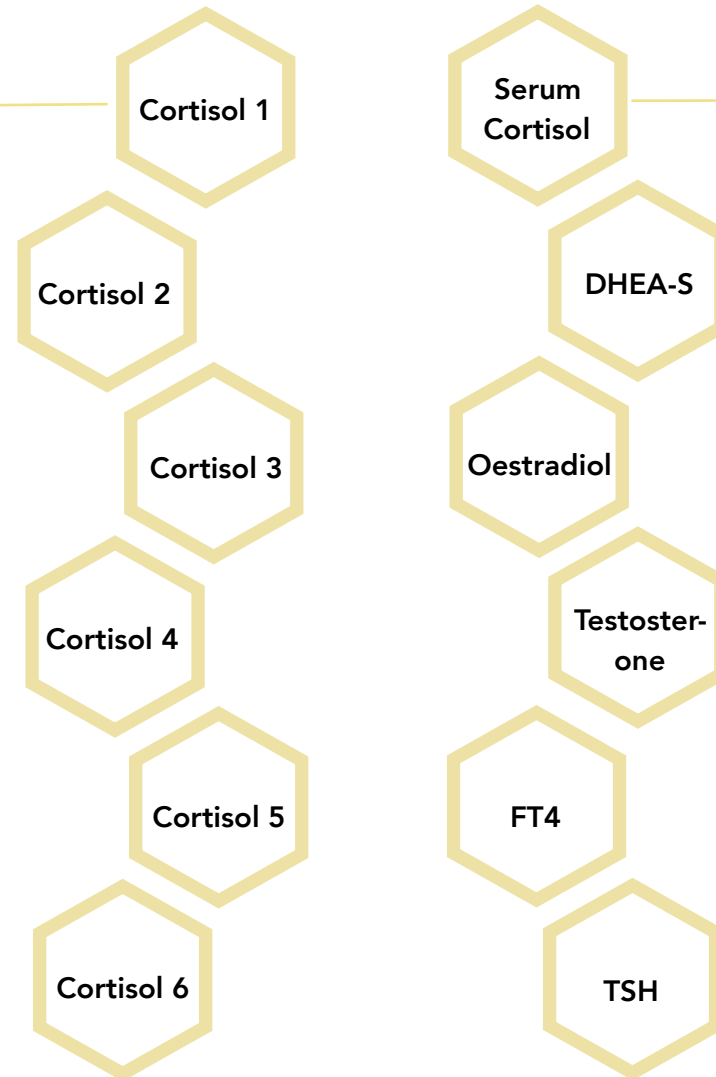 Cortisol 1
Cortisol 2
Cortisol 3
Cortisol 4
Cortisol 5
Cortisol 6
Serum
Cortisol
DHEA-S
Oestradiol
Testoster-
one
FT4
TSH